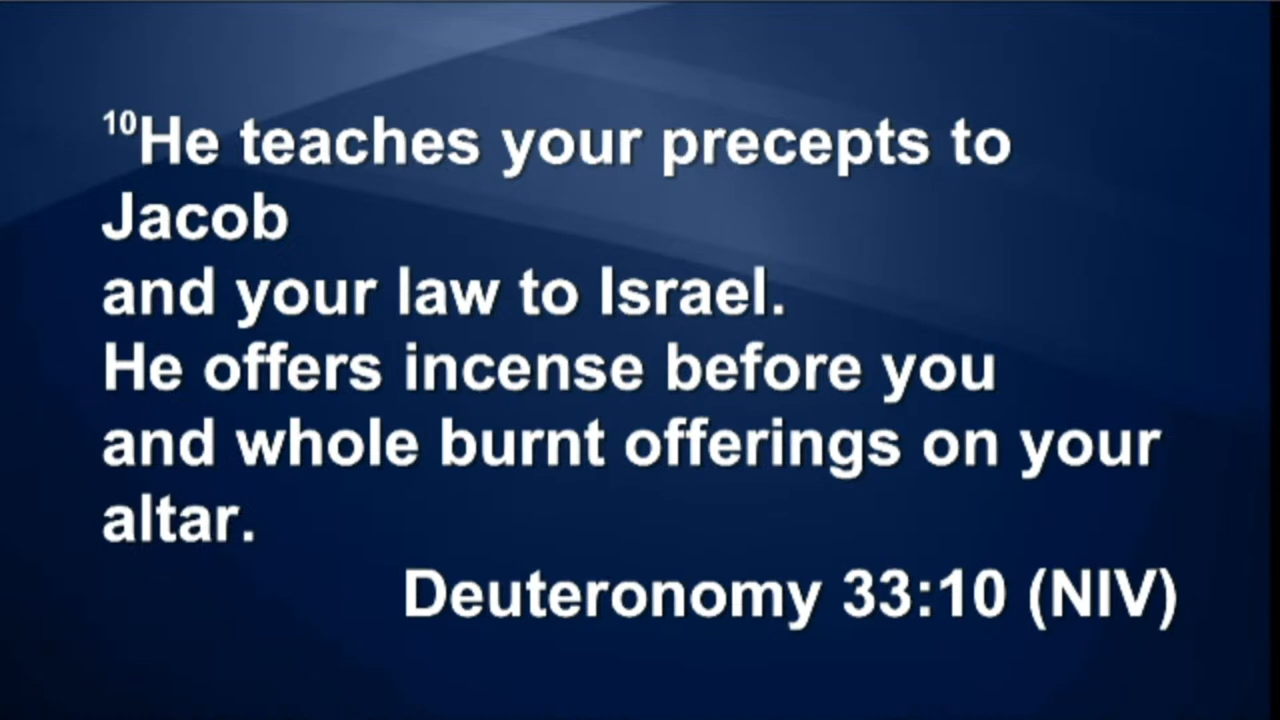 10He teaches your precepts to
Jacob
and your law to Israel.
He offers incense before you
and whole burnt offerings on your
altar.
Deuteronomy 33:10 (NIV)